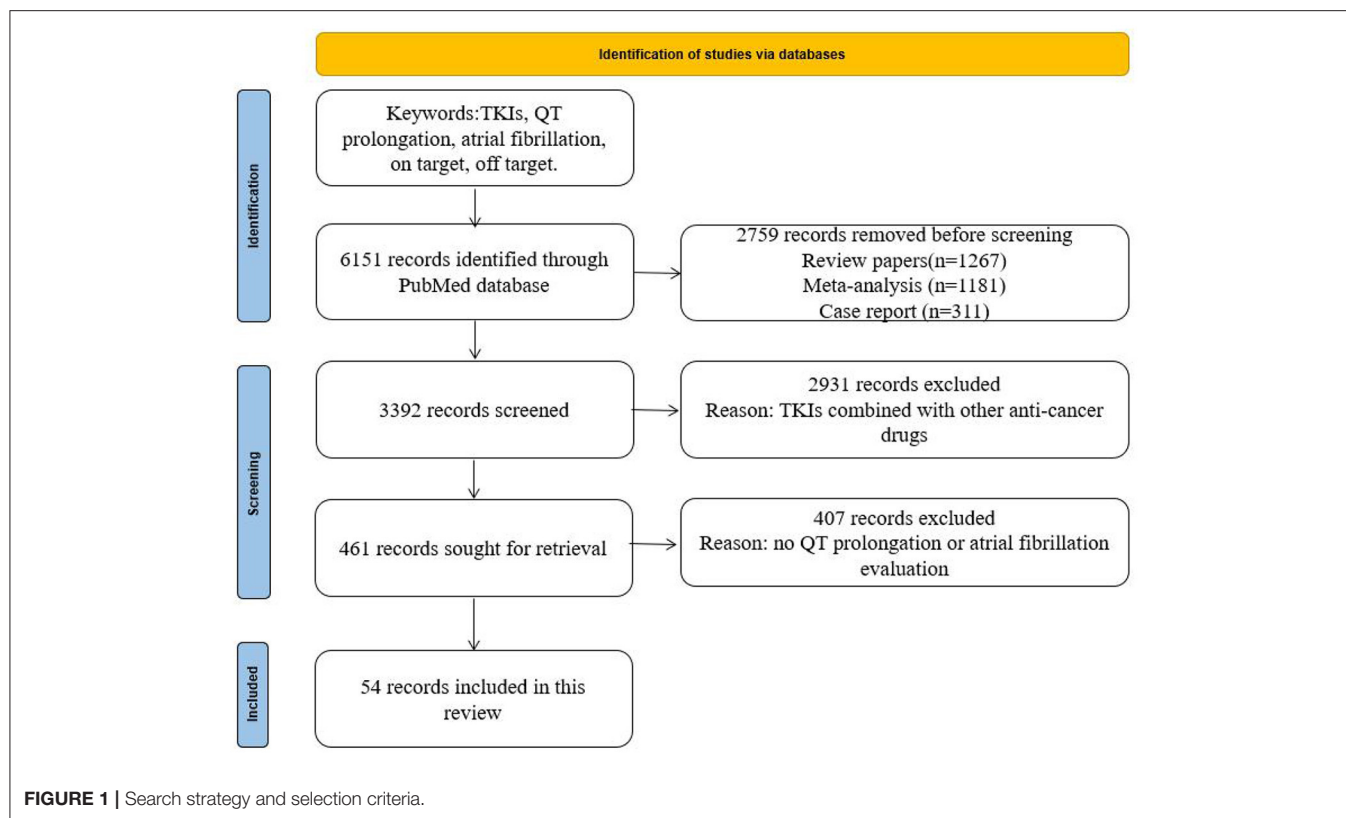 Identification of studies via databases
Identification
Keywords:TKIs, QT
prolongation, atrial fibrillation,
on target, off target.
6151 records identified through
PubMed database
2759 records removed before screening
Review papers(n=1267)
Meta-analysis (n=1181)
Case report (n=311)
Screening
3392 records screened
2931 records excluded
Reason: TKIs combined with other anti-cancer
drugs
461 records sought for retrieval
407 records excluded
Reason: no QT prolongation or atrial fibrillation
evaluation
Included
54 records included in this
review
FIGURE 1 | Search strategy and selection criteria.